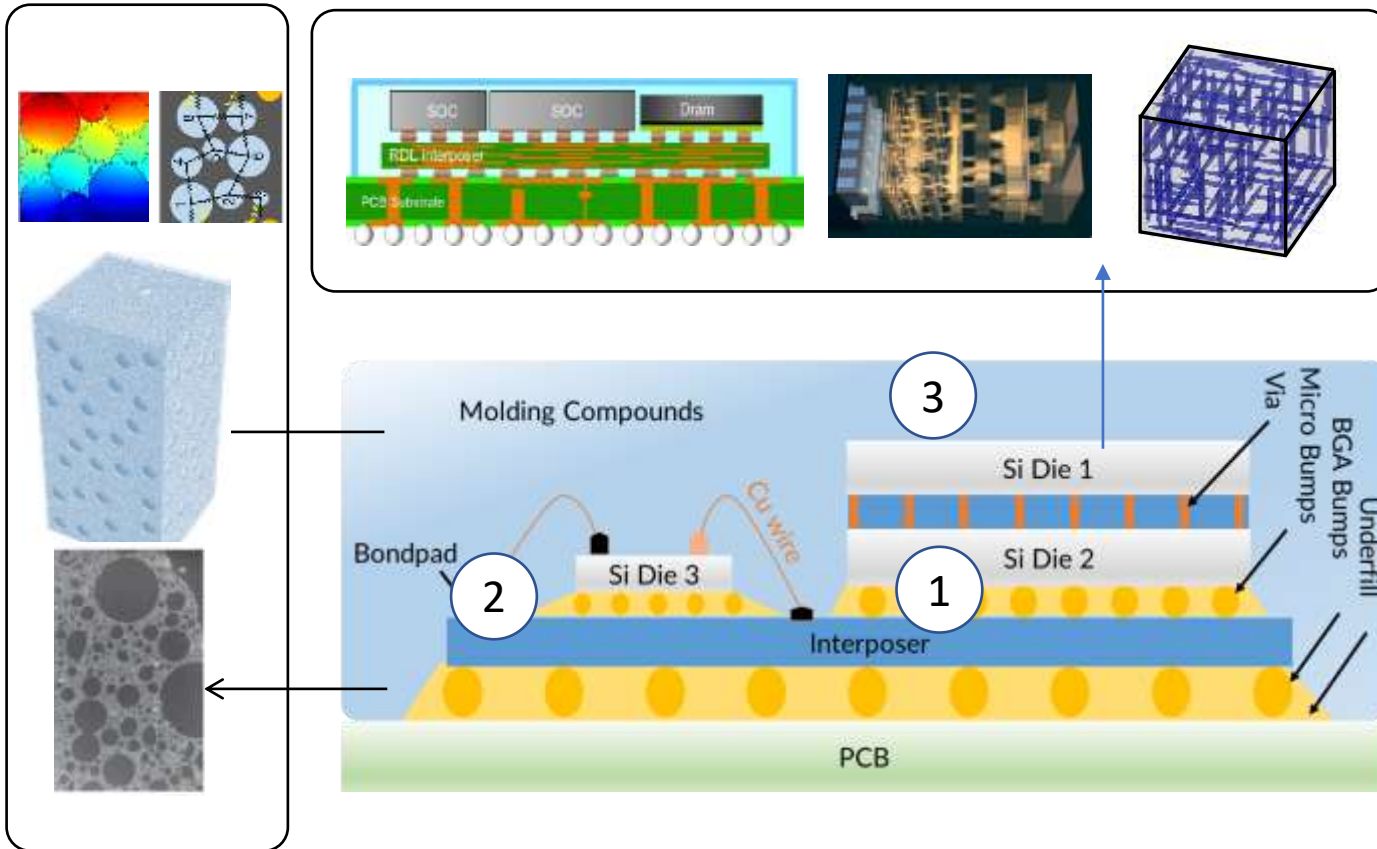 SOC
SOC
Dram
RDL Interposer
PCB Substrate
3
Molding Compounds
Si Die 1
Via
Micro Bumps
BGA Bumps
Underfill
Cu wire
Bondpad
Si Die 3
Si Die 2
2
1
Interposer
PCB